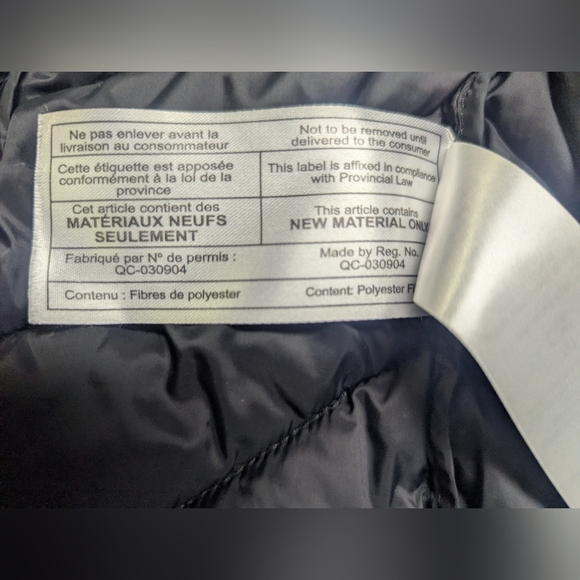 Ne pas enlever avant la
livraison au consommateur
Not to be removed until
delivered to the consumer
Cette étiquette est apposée
conformément à la loi de la
province
This label is affixed in compliance
with Provincial Law
Cet article contient des
MATÉRIAUX NEUFS
SEULEMENT
This article contains
NEW MATERIAL ONLY
Fabriqué par N° de permis :
QC-030904
Made by Reg. No.
QC-030904
Contenu : Fibres de polyester
Content: Polyester